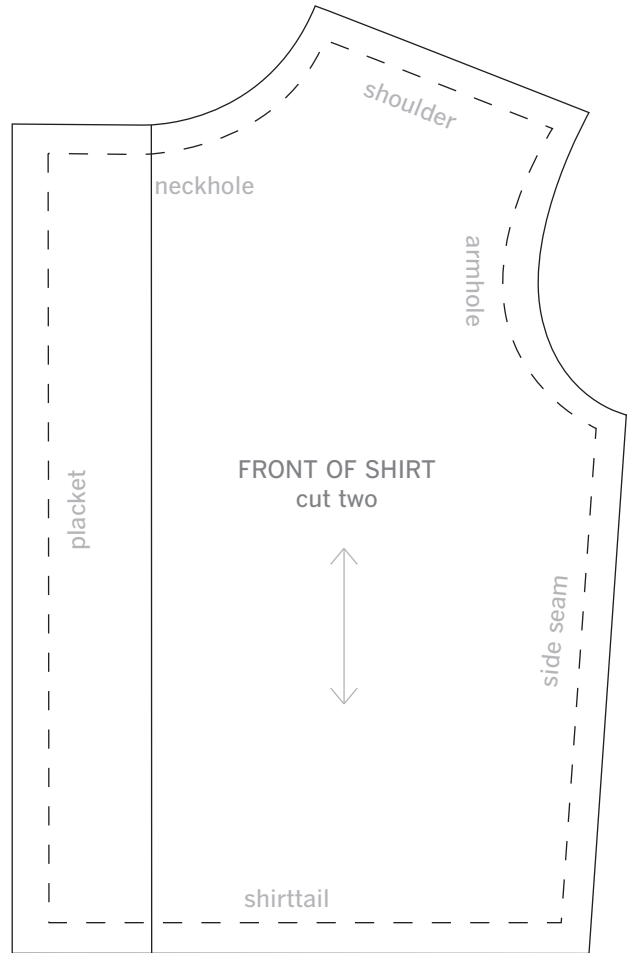 shoulder
neckhole
armhole
FRONT OF SHIRT
cut two
placket
side seam
shirttail